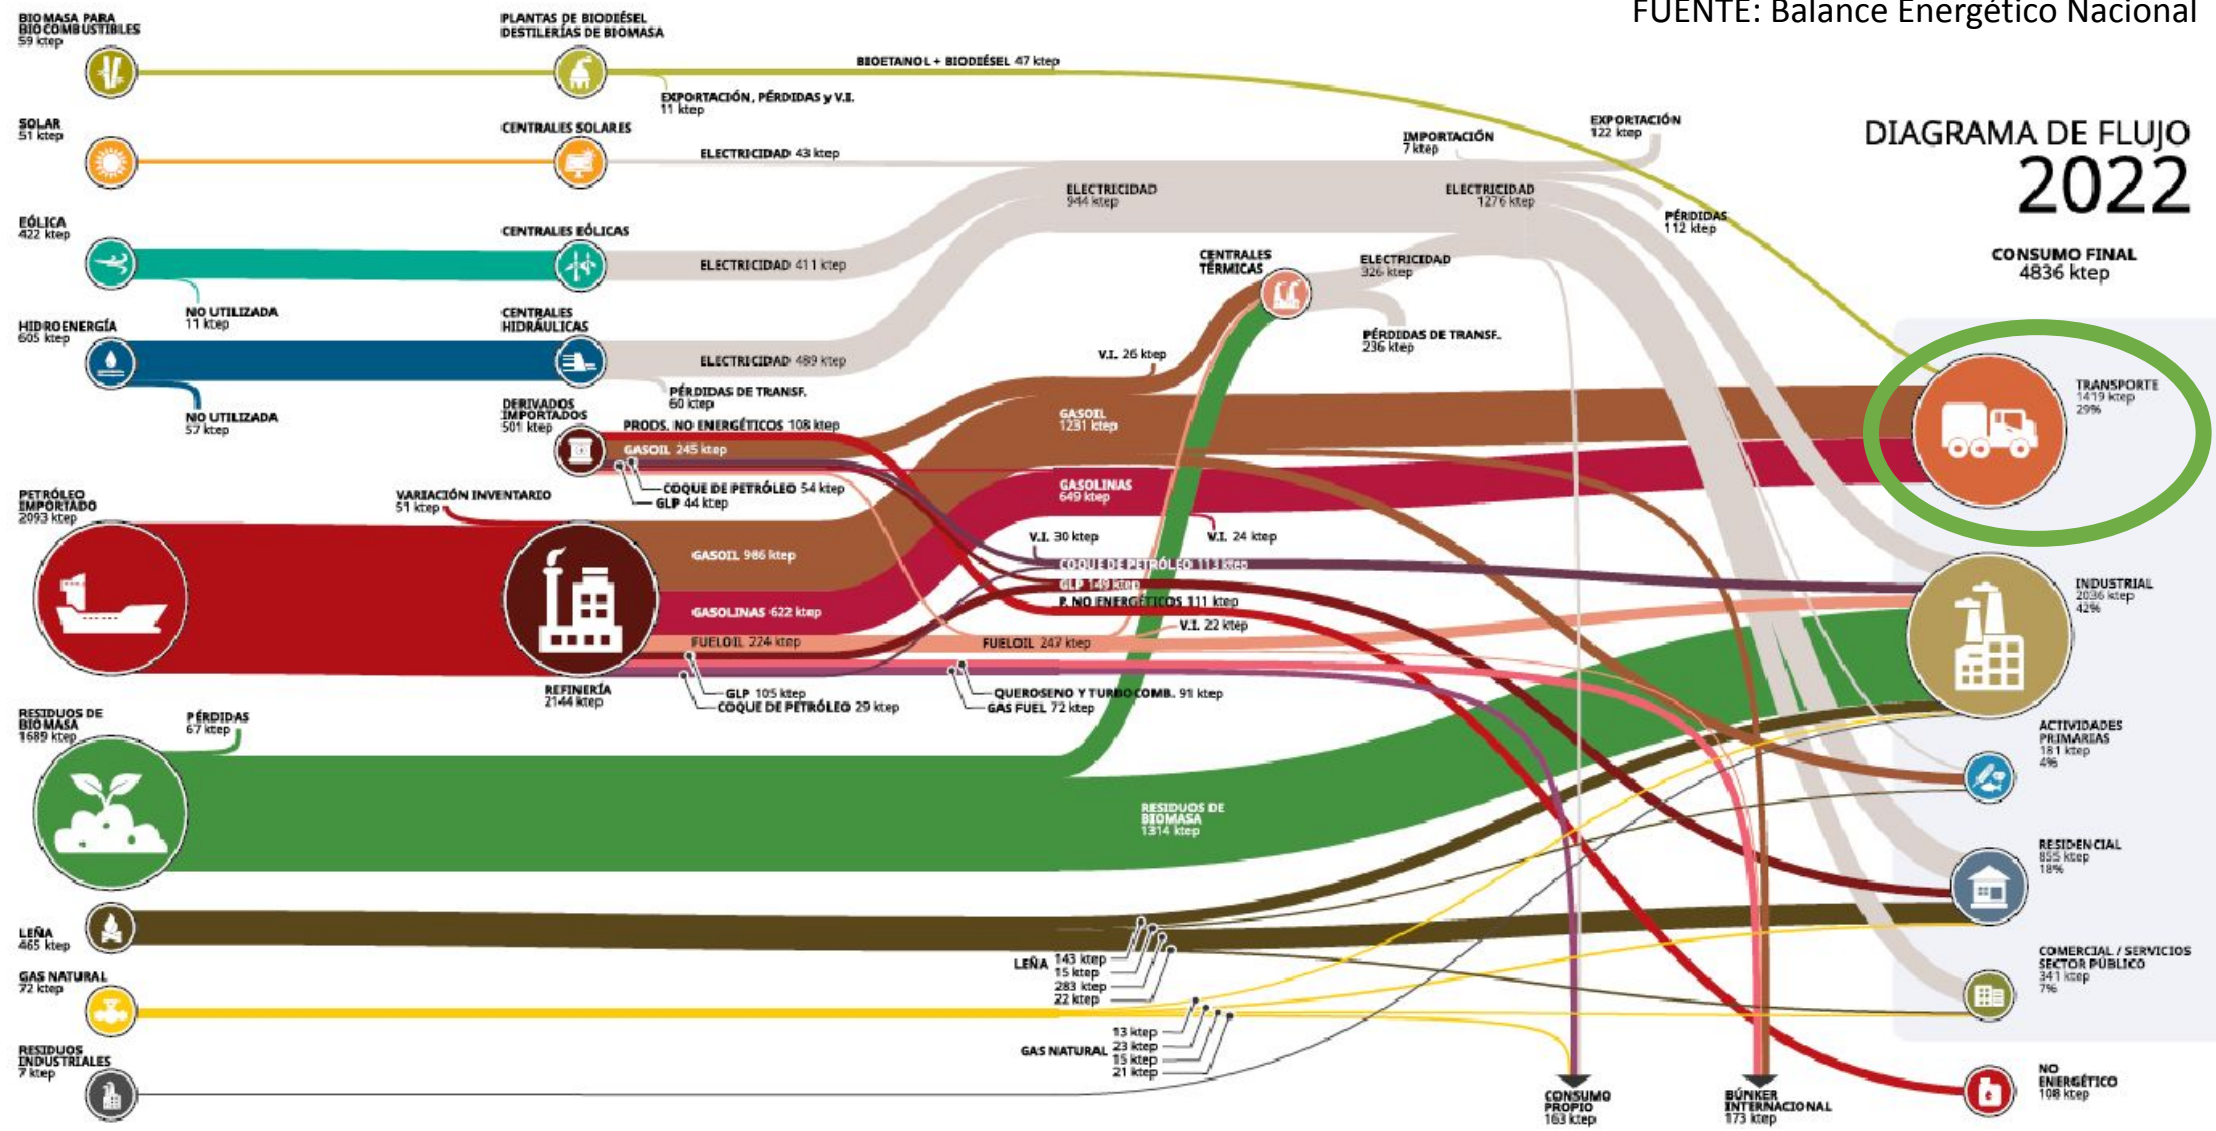 FUENTE: Balance Energético Nacional
DIAGRAMA DE FLUJO
2022
CONSUMO FINAL
4836 ktep
BIOMASA PARA
BIOCOMBUSTIBLES
59 ktep
PLANTAS DE BIODIÉSEL
DESTILERÍAS DE BIOMASA
BIOETANOL + BIODIÉSEL 47 ktep
EXPORTACIÓN, PÉRDIDAS y V.I.
11 ktep
SOLAR
51 ktep
CENTRALES SOLARES
ELECTRICIDAD 43 ktep
EÓLICA
422 ktep
NO UTILIZADA
11 ktep
CENTRALES EÓLICAS
ELECTRICIDAD 411 ktep
HIDROENERGÍA
605 ktep
NO UTILIZADA
57 ktep
CENTRALES
HIDRÁULICAS
ELECTRICIDAD 489 ktep
PÉRDIDAS DE TRANSF.
60 ktep
ELECTRICIDAD
944 ktep
IMPORTACIÓN
7 ktep
EXPORTACIÓN
122 ktep
ELECTRICIDAD
1276 ktep
PÉRDIDAS
112 ktep
CENTRALES
TÉRMICAS
ELECTRICIDAD
326 ktep
PÉRDIDAS DE TRANSF.
236 ktep
DERIVADOS
IMPORTADOS
501 ktep
PRODS. NO ENERGÉTICOS 108 ktep
GASOIL 245 ktep
COQUE DE PETRÓLEO 54 ktep
GLP 44 ktep
V.I. 26 ktep
GASOIL
1231 ktep
GASOLINAS
649 ktep
V.I. 30 ktep
V.I. 24 ktep
COQUE DE PETRÓLEO 113 ktep
GLP 149 ktep
P. NO ENERGÉTICOS 111 ktep
V.I. 22 ktep
FUELOIL 247 ktep
PETRÓLEO
IMPORTADO
2093 ktep
VARIACIÓN INVENTARIO
51 ktep
REFINERÍA
2144 ktep
GASOIL 986 ktep
GASOLINAS 622 ktep
FUELOIL 224 ktep
GLP 105 ktep
COQUE DE PETRÓLEO 29 ktep
QUEROSENO Y TURBOCOMB. 91 ktep
GAS FUEL 72 ktep
RESIDUOS DE
BIOMASA
1689 ktep
PÉRDIDAS
67 ktep
RESIDUOS DE
BIOMASA
1314 ktep
LEÑA
465 ktep
LEÑA
143 ktep
15 ktep
283 ktep
22 ktep
GAS NATURAL
72 ktep
GAS NATURAL
13 ktep
23 ktep
15 ktep
21 ktep
RESIDUOS
INDUSTRIALES
7 ktep
TRANSPORTE
1419 ktep
29%
INDUSTRIAL
2036 ktep
42%
ACTIVIDADES
PRIMARIAS
181 ktep
4%
RESIDENCIAL
855 ktep
18%
COMERCIAL / SERVICIOS
SECTOR PÚBLICO
341 ktep
7%
NO
ENERGÉTICO
108 ktep
CONSUMO
PROPIO
163 ktep
BÚNKER
INTERNACIONAL
173 ktep